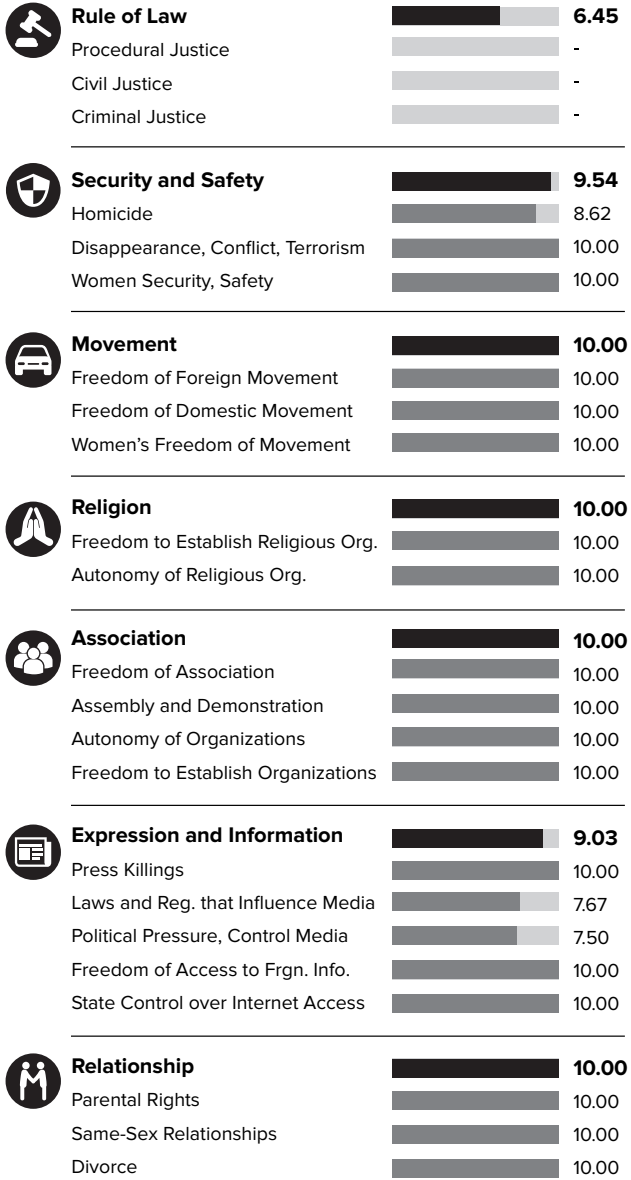 Rule of Law 6.45
Procedural Justice -
Civil Justice -
Criminal Justice -
Security and Safety 9.54
Homicide 8.62
Disappearance, Conflict, Terrorism 10.00
Women Security, Safety 10.00
Movement 10.00
Freedom of Foreign Movement 10.00
Freedom of Domestic Movement 10.00
Women’s Freedom of Movement 10.00
Religion 10.00
Freedom to Establish Religious Org. 10.00
Autonomy of Religious Org. 10.00
Association 10.00
Freedom of Association 10.00
Assembly and Demonstration 10.00
Autonomy of Organizations 10.00
Freedom to Establish Organizations 10.00
Expression and Information 9.03
Press Killings 10.00
Laws and Reg. that Influence Media 7.67
Political Pressure, Control Media 7.50
Freedom of Access to Frgn. Info. 10.00
State Control over Internet Access 10.00
Relationship 10.00
Parental Rights 10.00
Same-Sex Relationships 10.00
Divorce 10.00